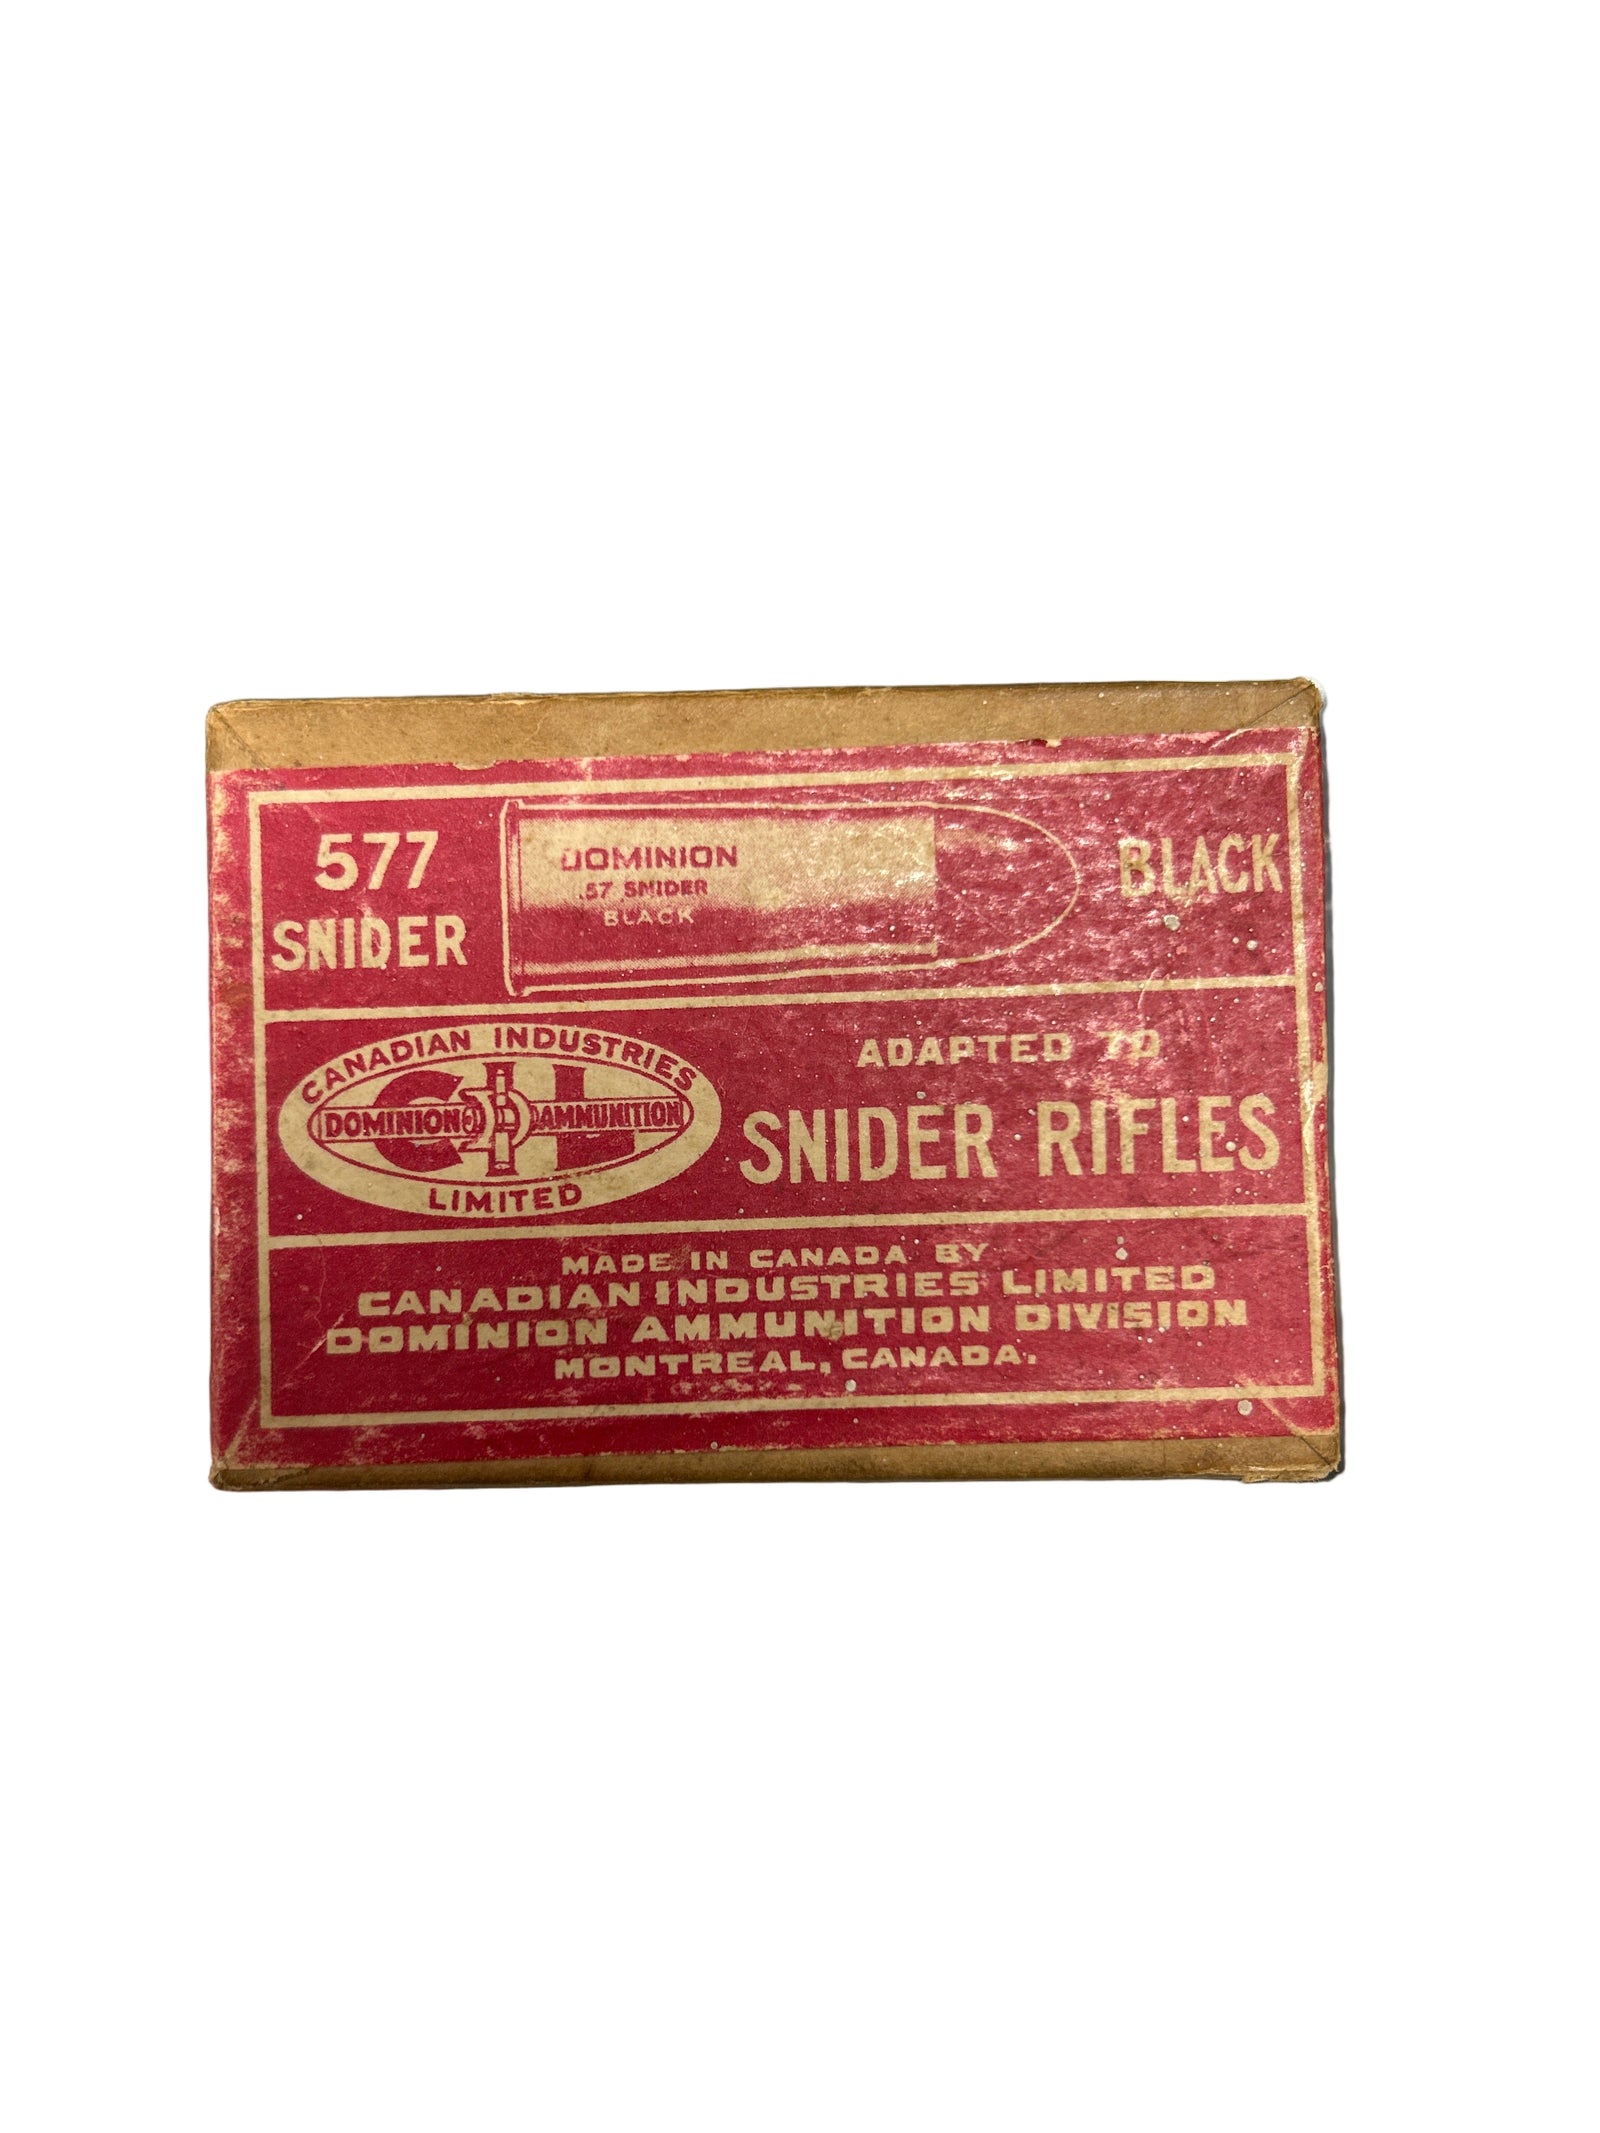 577
SNIDER
DOMINION
.57 SNIDER
BLACK
BLACK
CANADIAN INDUSTRIES
CIL
DOMINION AMMUNITION
LIMITED
ADAPTED TO
SNIDER RIFLES
MADE IN CANADA BY
CANADIAN INDUSTRIES LIMITED
DOMINION AMMUNITION DIVISION
MONTREAL, CANADA.